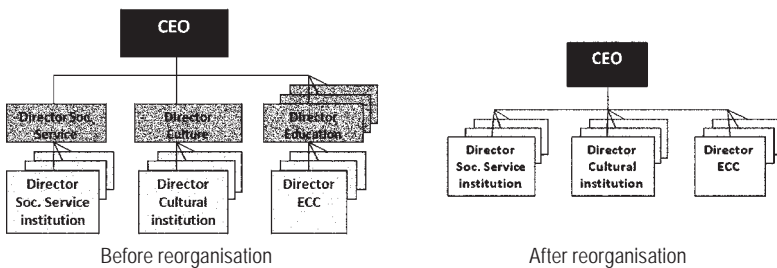 CEO
Director Soc.
Service
Director
Culture
Director
Education
Director
Soc. Service
institution
Director
Cultural
institution
Director
ECC
Before reorganisation
CEO
Director
Soc. Service
institution
Director
Cultural
institution
Director
ECC
After reorganisation